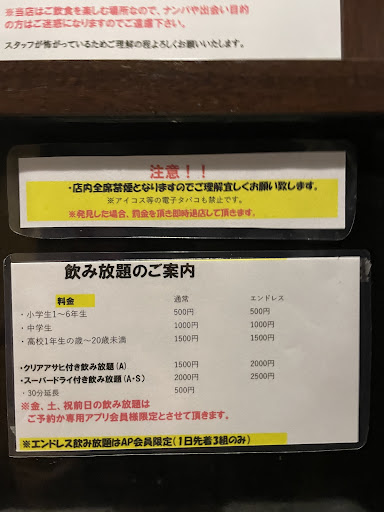 ※当店はご飲食を楽しむ場所なので、ナンパや出会い目的
の方はご迷惑になりますのでご遠慮下さい。
スタッフが怖がっているためご理解の程よろしくお願いいたします。
注意！！
・店内全席禁煙となりますのでご理解宜しくお願い致します。
※アイコス等の電子タバコも禁止です。
※発見した場合、罰金を頂き即時退店して頂きます。
飲み放題のご案内
料金 通常 エンドレス
・小学生1～6年生 500円 500円
・中学生 1000円 1000円
・高校1年生の歳～20歳未満 1500円 1500円
・クリアアサヒ付き飲み放題(A) 1500円 2000円
・スーパードライ付き飲み放題(A・S) 2000円 2500円
・30分延長 500円
※金、土、祝前日の飲み放題は
ご予約か専用アプリ会員様限定とさせて頂きます。
※エンドレス飲み放題はAP会員限定(1日先着3組のみ)